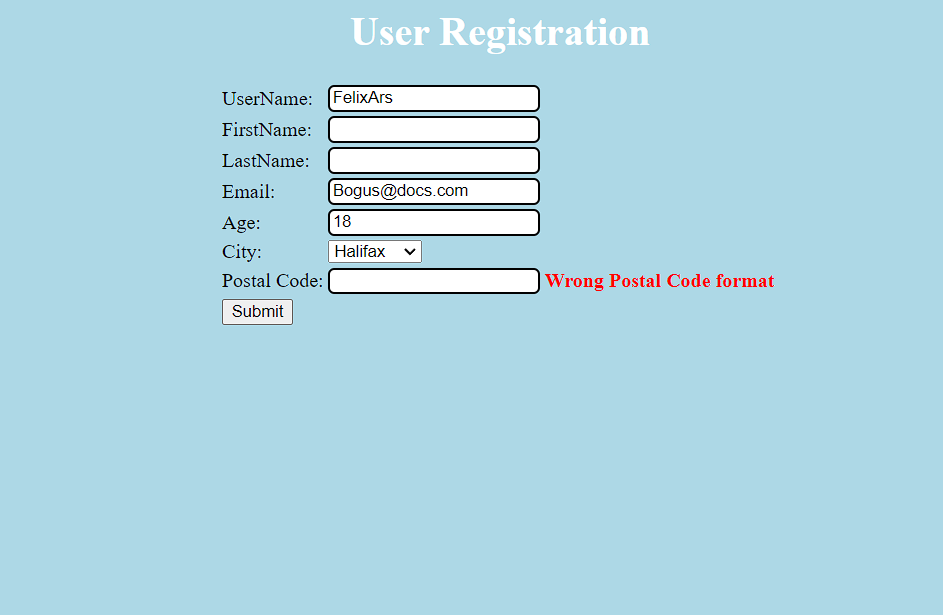 User Registration
UserName: FelixArs
FirstName:
LastName:
Email: Bogus@docs.com
Age: 18
City: Halifax
Postal Code: Wrong Postal Code format
Submit